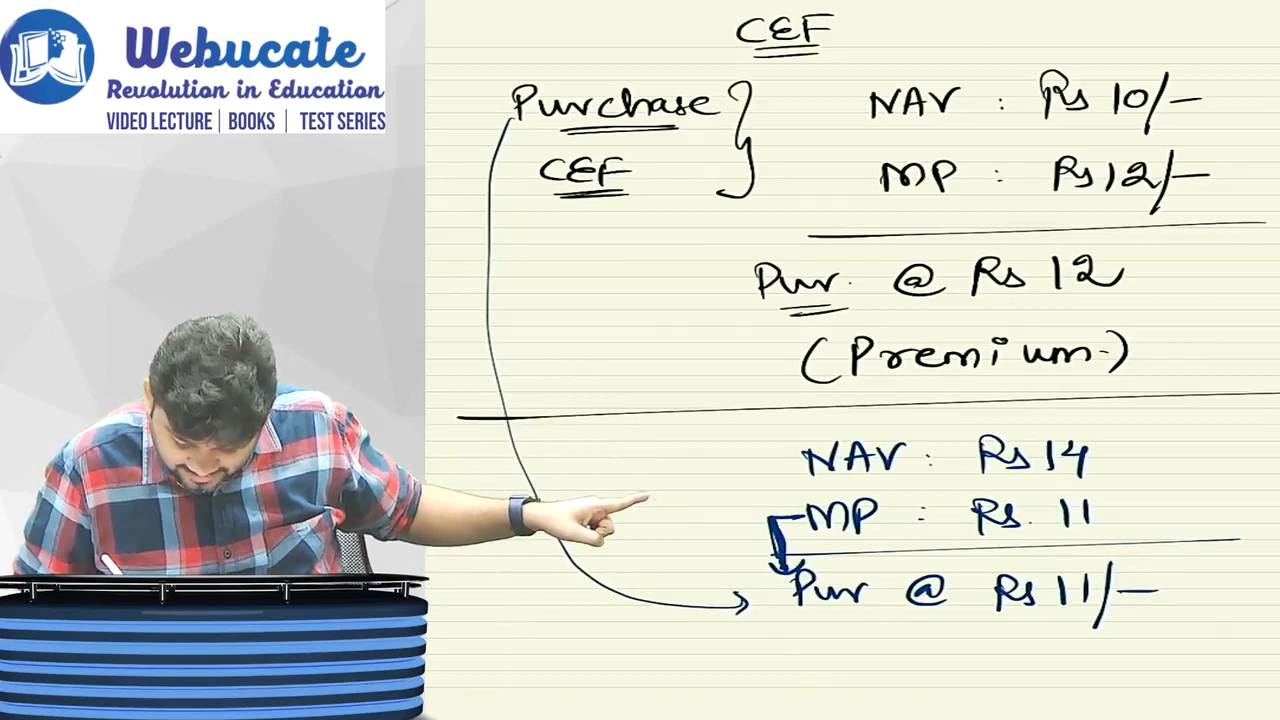 Webucate
Revolution in Education
VIDEO LECTURE | BOOKS | TEST SERIES
CEF
Purchase
CEF
NAV : Rs 10/-
MP : Rs 12/-
Pur. @ Rs 12
(Premium.)
NAV : Rs 14
MP : Rs. 11
Pur @ Rs 11/-